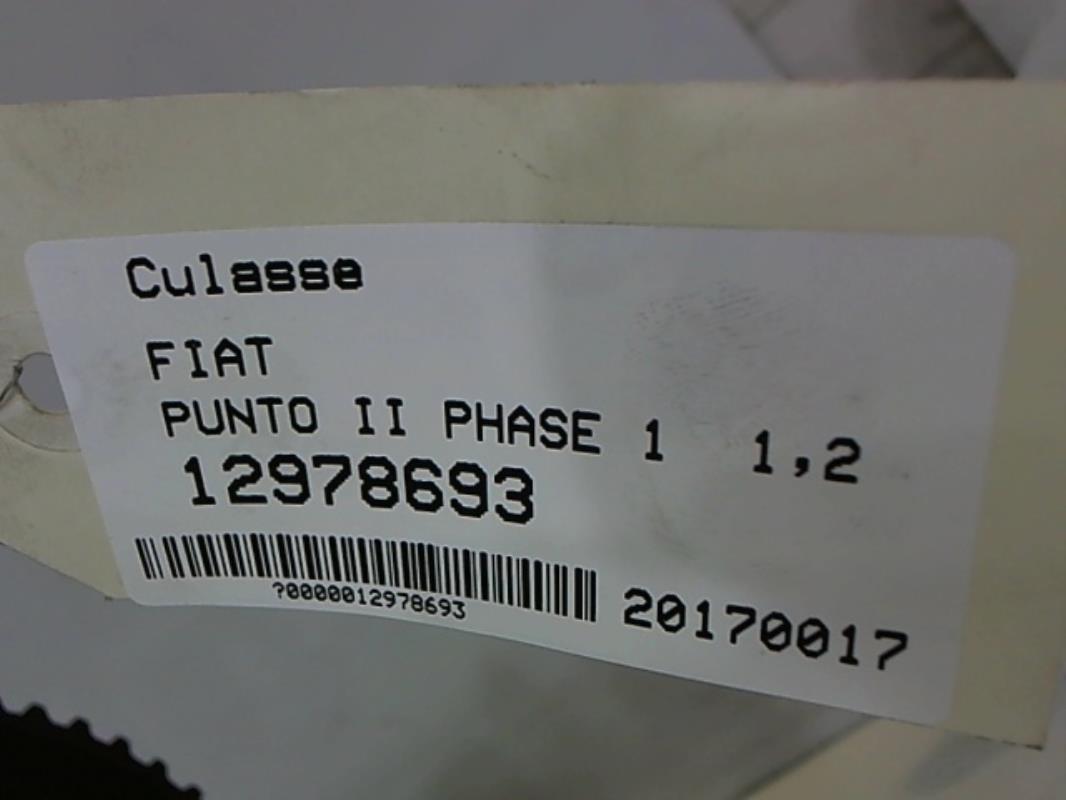 Culasse
FIAT
PUNTO II PHASE 1 1,2
12978693
?0000012978693
20170017